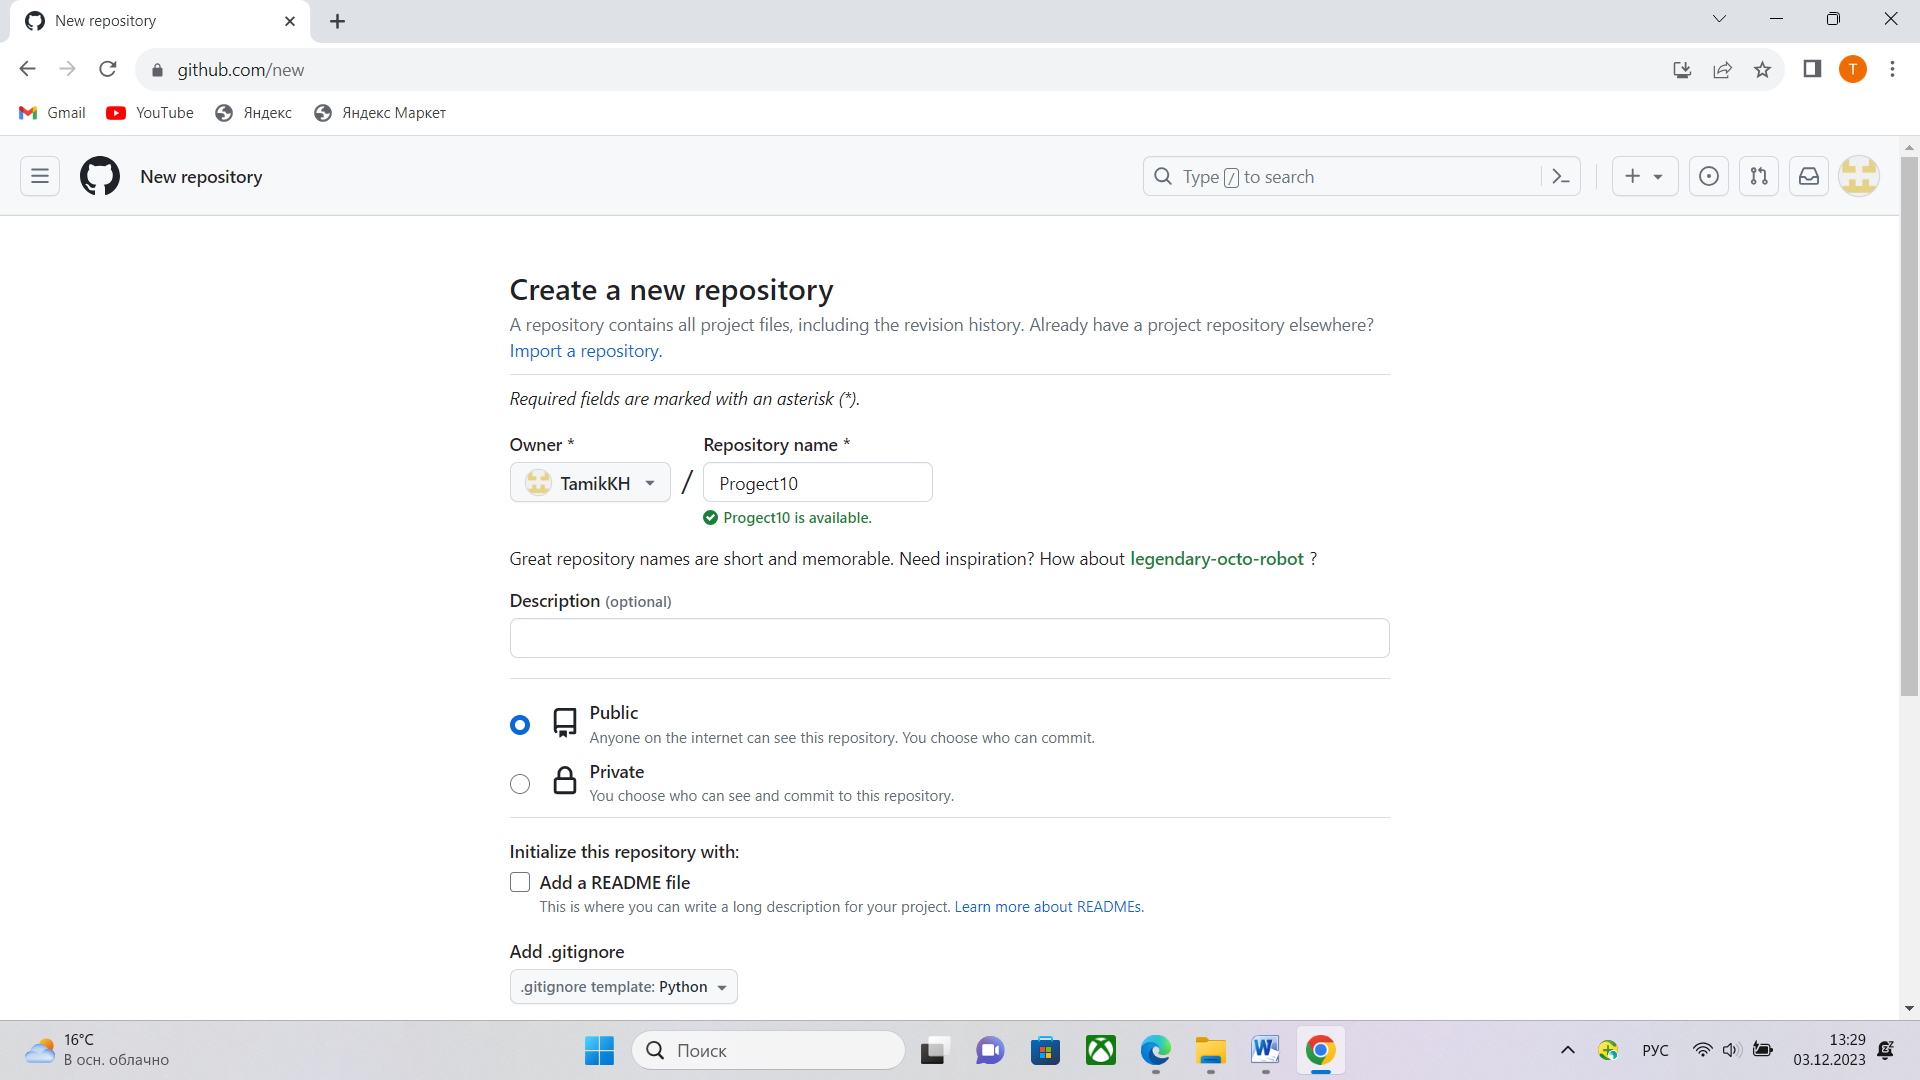 New repository
github.com/new
T
Gmail
YouTube
Яндекс
Яндекс Маркет
New repository
Type / to search
Create a new repository
A repository contains all project files, including the revision history. Already have a project repository elsewhere?
Import a repository.
Required fields are marked with an asterisk (*).
Owner *
Repository name *
TamikKH
/
Progect10
Progect10 is available.
Great repository names are short and memorable. Need inspiration? How about legendary-octo-robot ?
Description (optional)
Public
Anyone on the internet can see this repository. You choose who can commit.
Private
You choose who can see and commit to this repository.
Initialize this repository with:
Add a README file
This is where you can write a long description for your project. Learn more about READMEs.
Add .gitignore
.gitignore template: Python
16°C
В осн. облачно
Поиск
РУС
13:29
03.12.2023